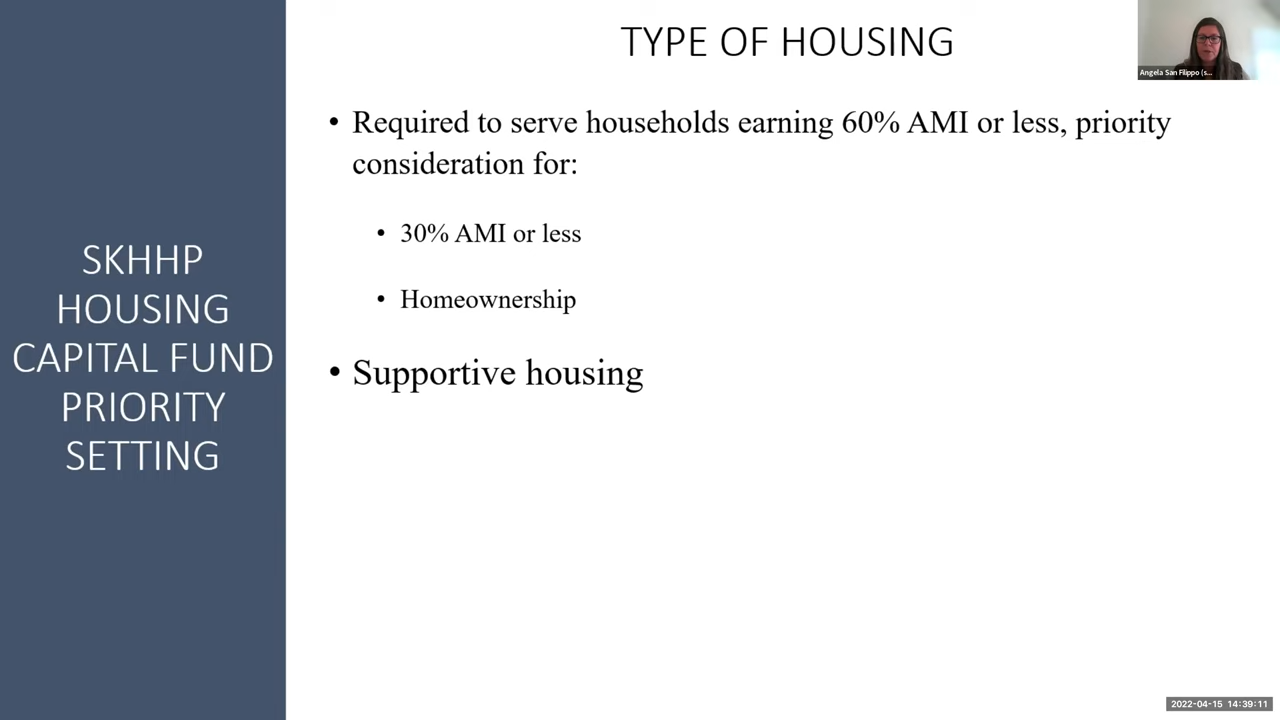 TYPE OF HOUSING
Angela San Filippo (s...
• Required to serve households earning 60% AMI or less, priority
consideration for:
• 30% AMI or less
• Homeownership
• Supportive housing
SKHHP
HOUSING
CAPITAL FUND
PRIORITY
SETTING
2022-04-15 14:39:11